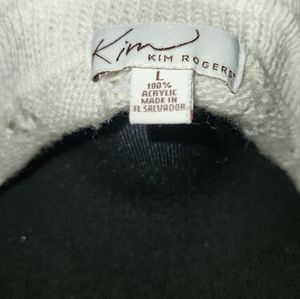 Kim
KIM ROGERS®
L
100%
ACRYLIC
MADE IN
EL SALVADOR